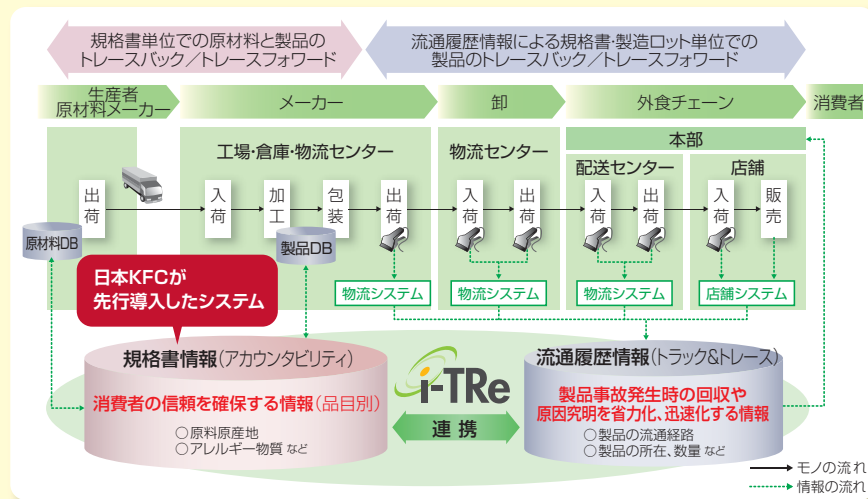 規格書単位での原材料と製品の
トレースバック／トレースフォワード
流通履歴情報による規格書・製造ロット単位での
製品のトレースバック／トレースフォワード
生産者
原材料メーカー
メーカー
卸
外食チェーン
消費者
本部
工場・倉庫・物流センター
物流センター
配送センター
店舗
出荷
入荷
加工
包装
出荷
入荷
出荷
入荷
出荷
入荷
販売
原材料DB
製品DB
日本KFCが
先行導入したシステム
物流システム
物流システム
物流システム
店舗システム
規格書情報（アカウンタビリティ）
消費者の信頼を確保する情報（品目別）
○原料原産地
○アレルギー物質 など
i-TRe
連携
流通履歴情報（トラック&トレース）
製品事故発生時の回収や
原因究明を省力化、迅速化する情報
○製品の流通経路
○製品の所在、数量 など
モノの流れ
情報の流れ